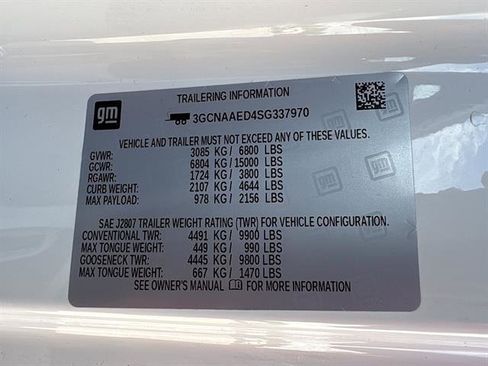 gm
TRAILERING INFORMATION
3GCNAAED4SG337970
VEHICLE AND TRAILER MUST NOT EXCEED ANY OF THESE VALUES.
GVWR: 3085 KG / 6800 LBS
GCWR: 6804 KG / 15000 LBS
RGAWR: 1724 KG / 3800 LBS
CURB WEIGHT: 2107 KG / 4644 LBS
MAX PAYLOAD: 978 KG / 2156 LBS
SAE J2807 TRAILER WEIGHT RATING (TWR) FOR VEHICLE CONFIGURATION.
CONVENTIONAL TWR: 4491 KG / 9900 LBS
MAX TONGUE WEIGHT: 449 KG / 990 LBS
GOOSENECK TWR: 4445 KG / 9800 LBS
MAX TONGUE WEIGHT: 667 KG / 1470 LBS
SEE OWNER'S MANUAL FOR MORE INFORMATION